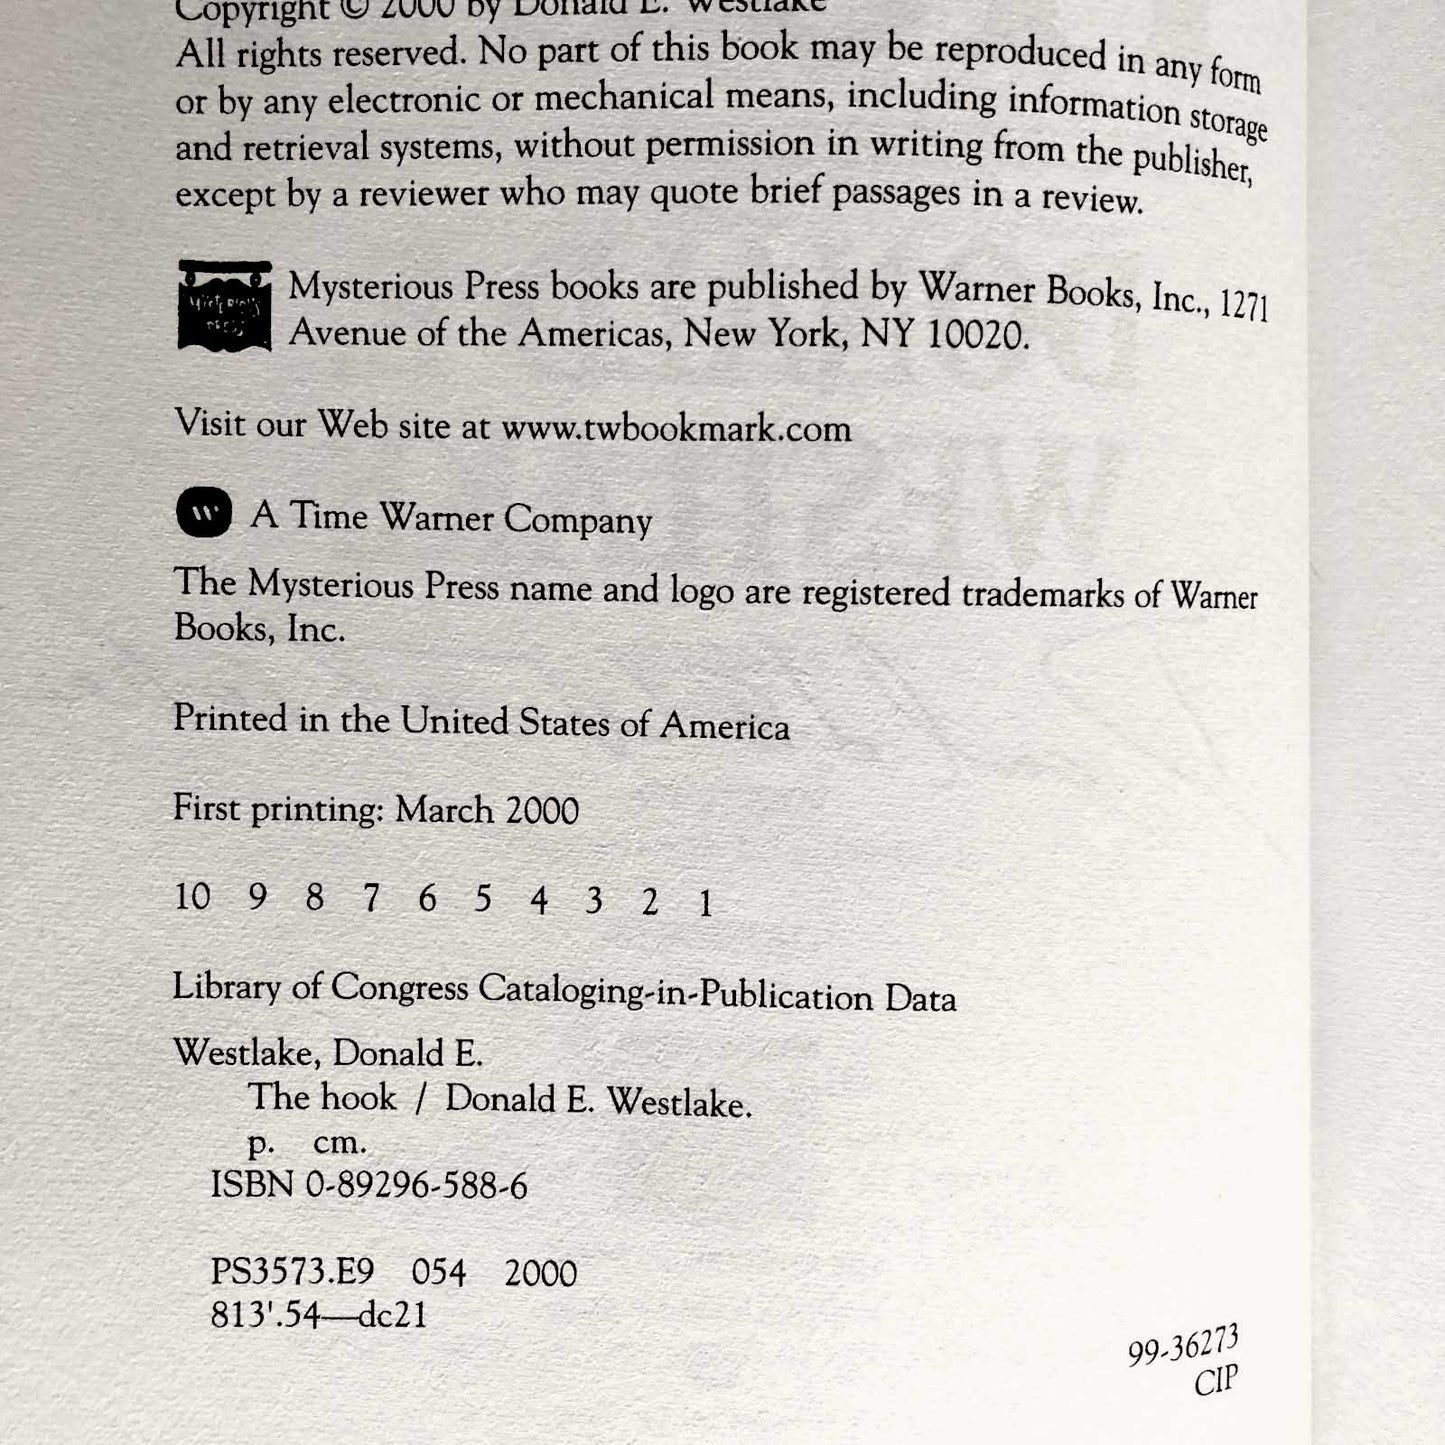 Copyright © 2000 by Donald E. Westlake
All rights reserved. No part of this book may be reproduced in any form
or by any electronic or mechanical means, including information storage
and retrieval systems, without permission in writing from the publisher,
except by a reviewer who may quote brief passages in a review.
Mysterious Press books are published by Warner Books, Inc., 1271
Avenue of the Americas, New York, NY 10020.
Visit our Web site at www.twbookmark.com
W A Time Warner Company
The Mysterious Press name and logo are registered trademarks of Warner
Books, Inc.
Printed in the United States of America
First printing: March 2000
10 9 8 7 6 5 4 3 2 1
Library of Congress Cataloging-in-Publication Data
Westlake, Donald E.
The hook / Donald E. Westlake.
p. cm.
ISBN 0-89296-588-6
PS3573.E9 054 2000
813'.54—dc21
99-36273
CIP